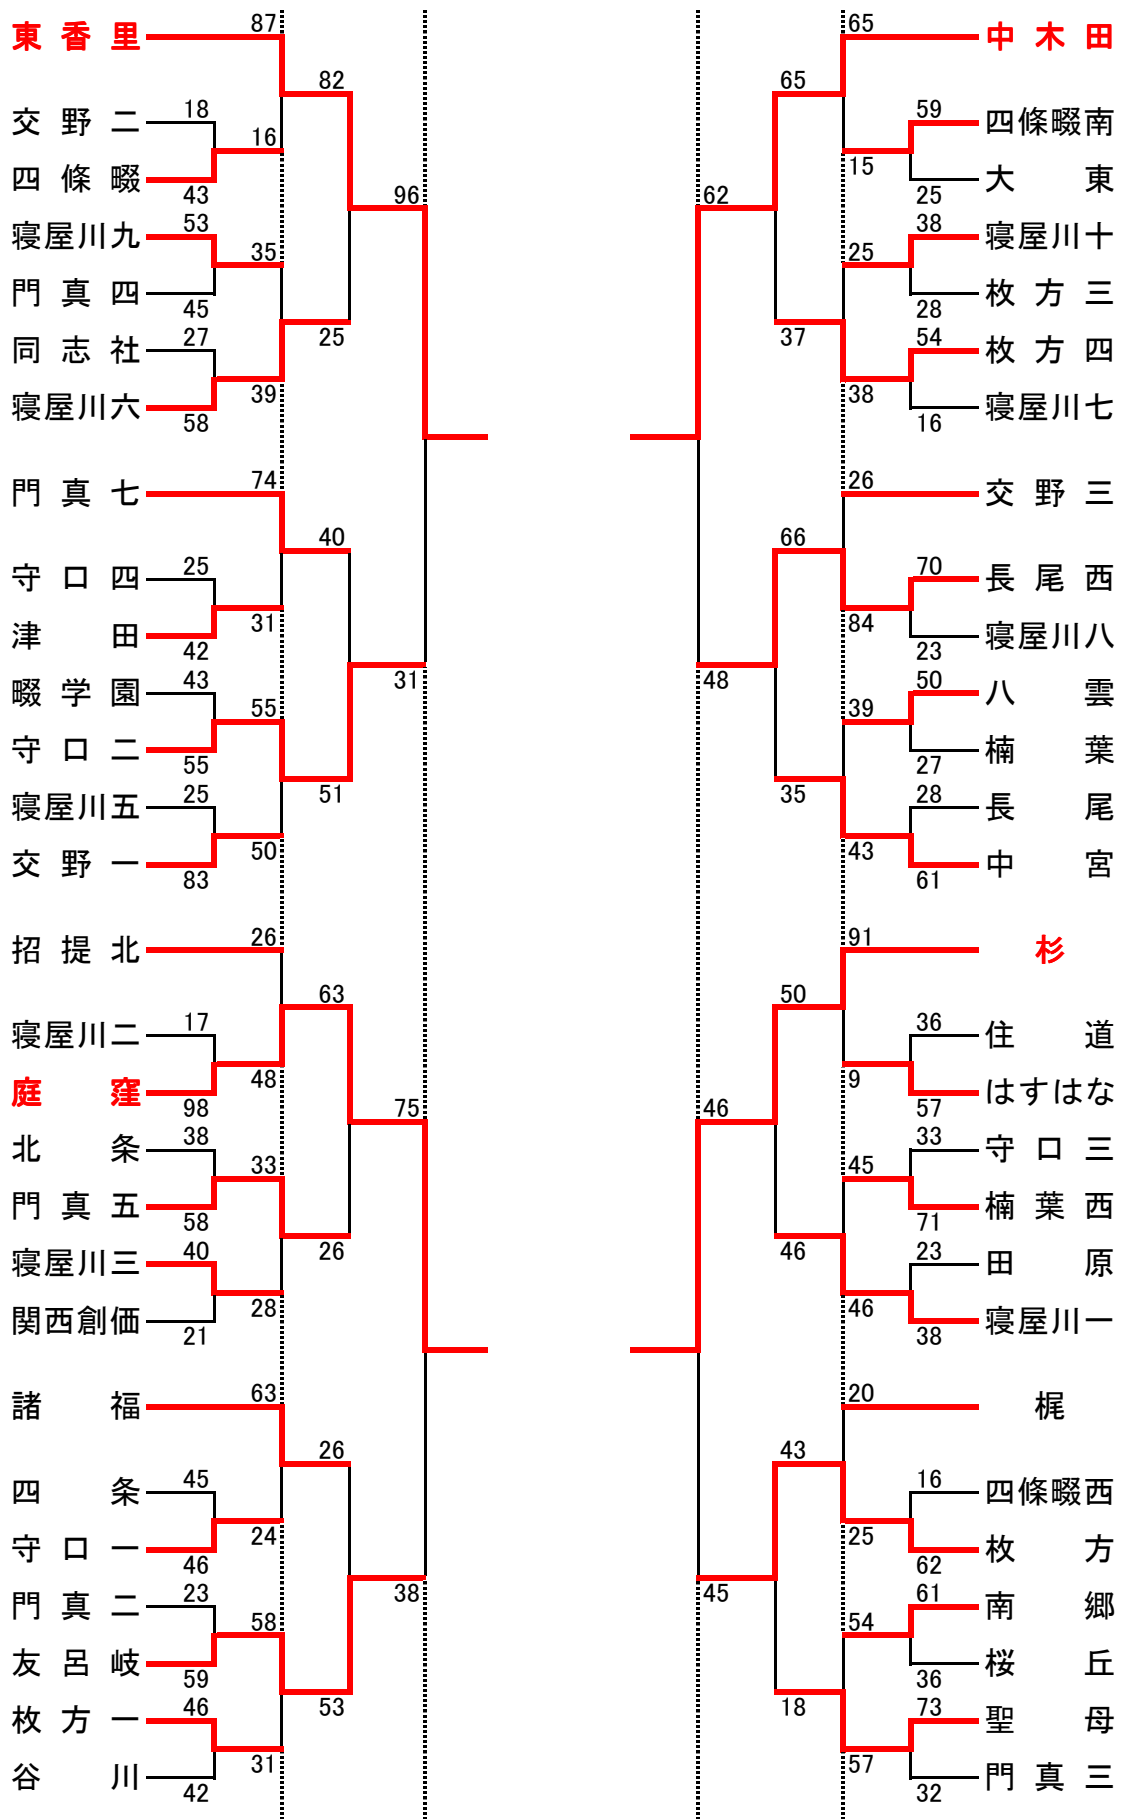 東香里 87 65 中木田
82 65
交野二 18 59 四條畷南
16 15
四條畷 43 25 大東
96 62
寝屋川九 53 38 寝屋川十
35 25
門真四 45 28 枚方三
25 37
同志社 27 54 枚方四
39 38
寝屋川六 58 16 寝屋川七
門真七 74 26 交野三
40 66
守口四 25 70 長尾西
31 84
津田 42 23 寝屋川八
31 48
畷学園 43 50 八雲
55 39
守口二 55 27 楠葉
51 35
寝屋川五 25 28 長尾
50 43
交野一 83 61 中宮
招提北 26 91 杉
63 50
寝屋川二 17 36 住道
48 9
庭窪 98 57 はすはな
75 46
北条 38 33 守口三
33 45
門真五 58 71 楠葉西
26 46
寝屋川三 40 23 田原
28 46
関西創価 21 38 寝屋川一
諸福 63 20 梶
26 43
四条 45 16 四條畷西
24 25
守口一 46 62 枚方
38 45
門真二 23 61 南郷
58 54
友呂岐 59 36 桜丘
53 18
枚方一 46 73 聖母
31 57
谷川 42 32 門真三